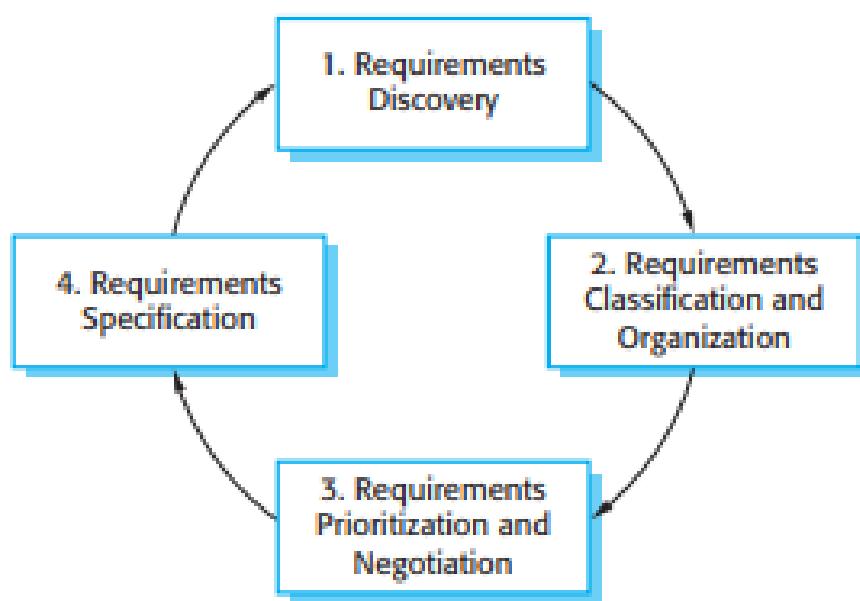 1. Requirements
Discovery
2. Requirements
Classification and
Organization
3. Requirements
Prioritization and
Negotiation
4. Requirements
Specification